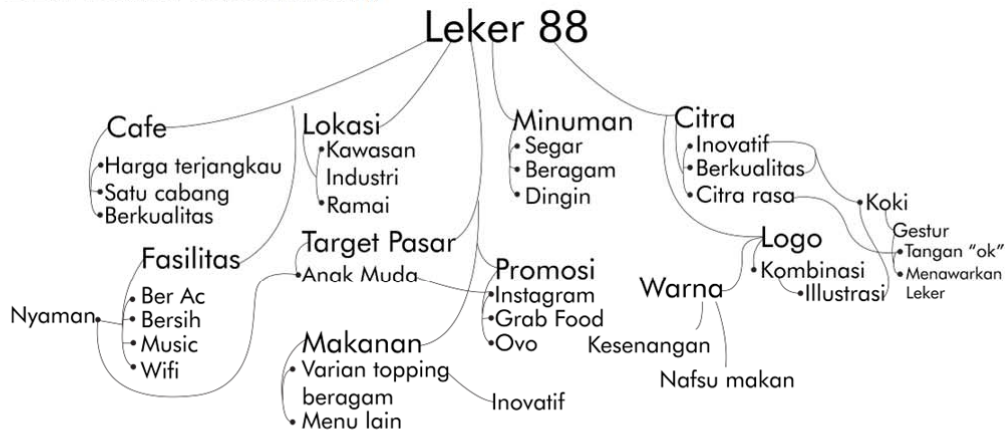 Leker 88
Cafe
Harga terjangkau
Satu cabang
Berkualitas
Lokasi
Kawasan
Industri
Ramai
Minuman
Segar
Beragam
Dingin
Citra
Inovatif
Berkualitas
Citra rasa
Koki
Gestur
Tangan “ok”
Menawarkan
Leker
Fasilitas
Ber Ac
Bersih
Music
Wifi
Nyaman
Target Pasar
Anak Muda
Promosi
Instagram
Grab Food
Ovo
Logo
Kombinasi
Illustrasi
Warna
Kesenangan
Nafsu makan
Makanan
Varian topping
beragam
Menu lain
Inovatif